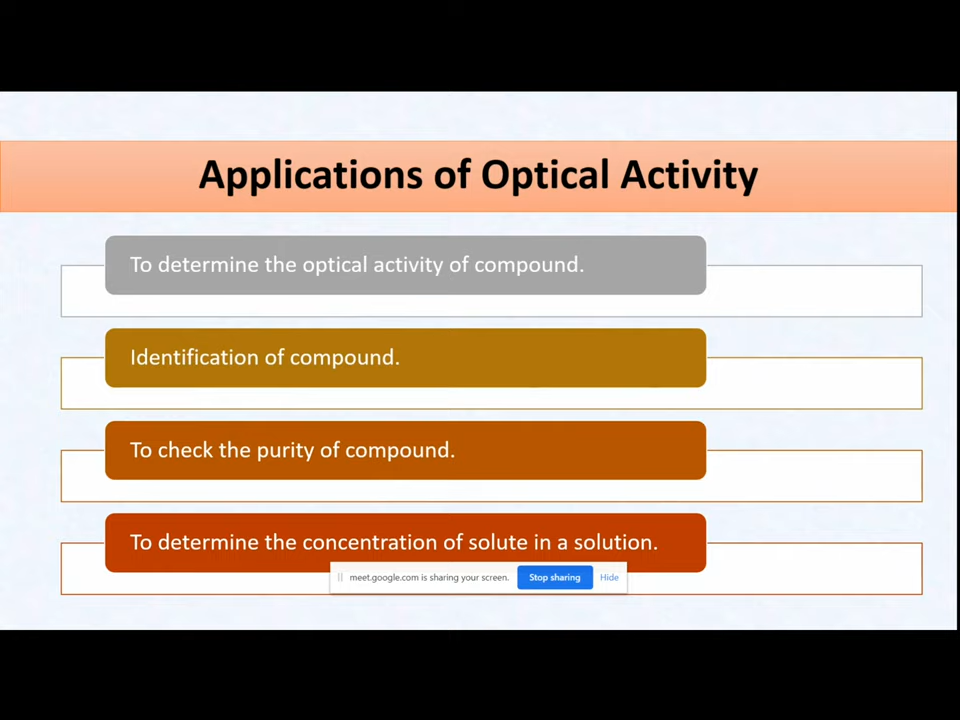 Applications of Optical Activity
To determine the optical activity of compound.
Identification of compound.
To check the purity of compound.
To determine the concentration of solute in a solution.
meet.google.com is sharing your screen. Stop sharing Hide